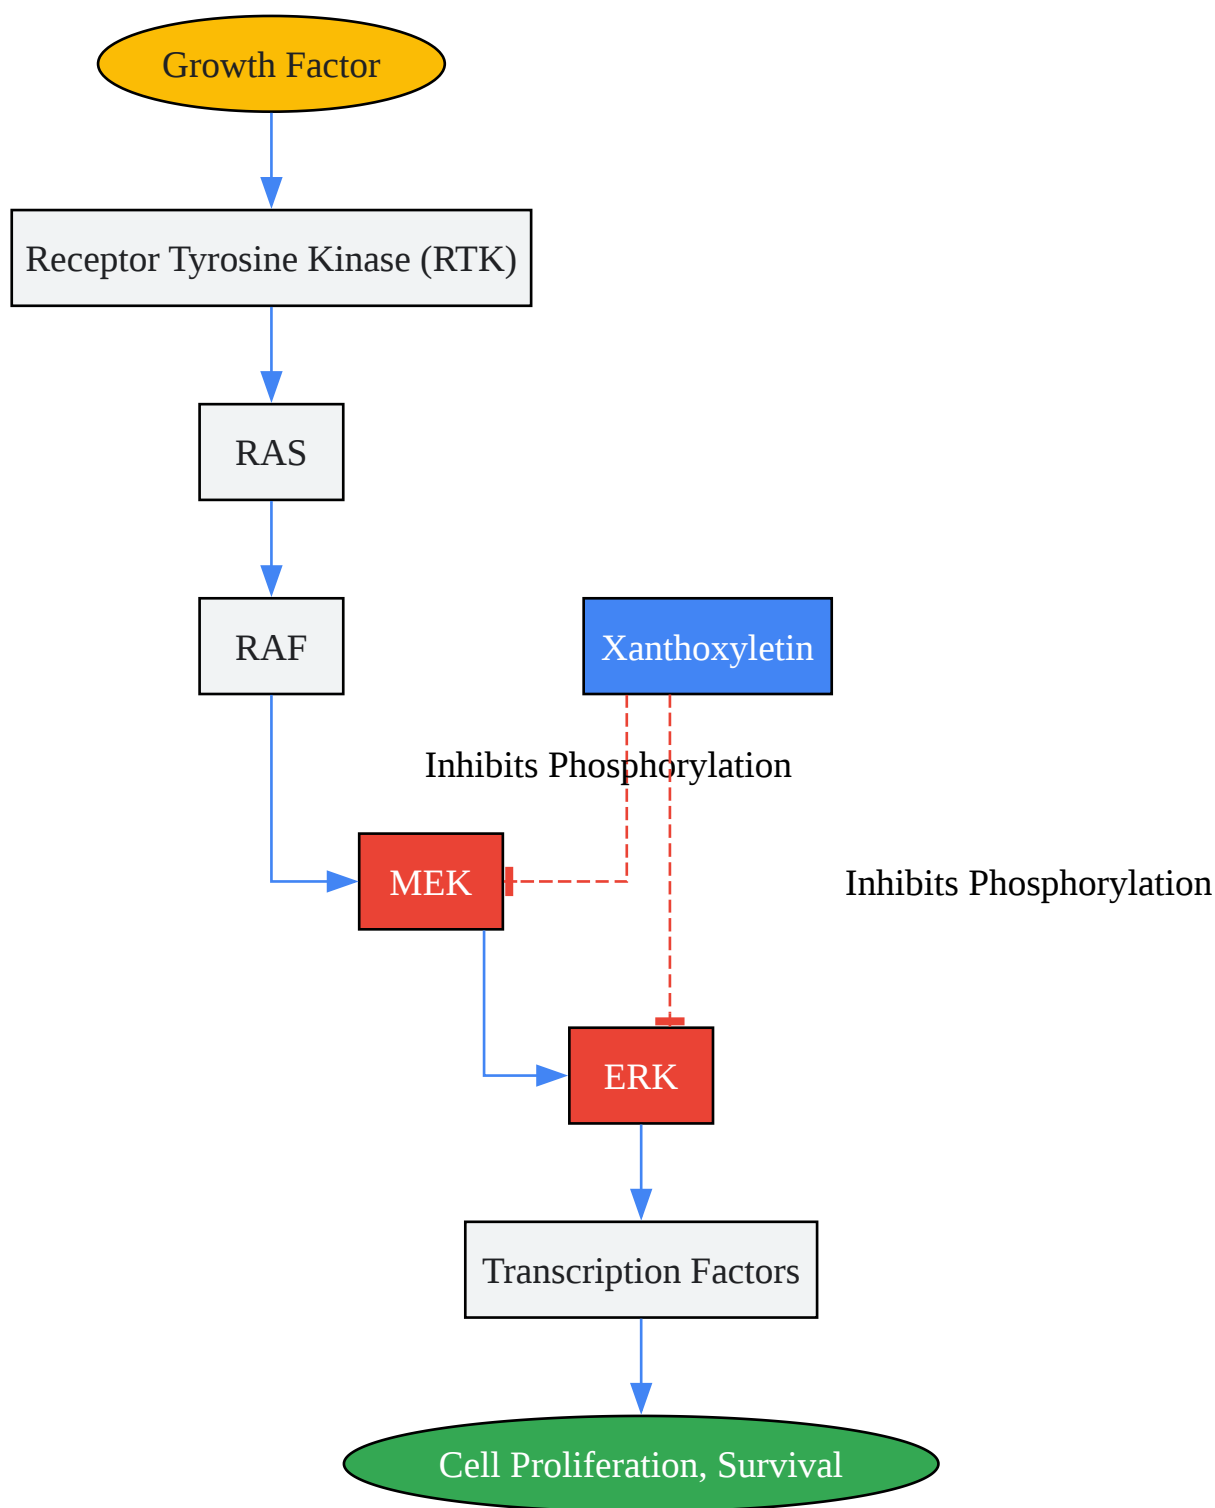 Growth Factor
Receptor Tyrosine Kinase (RTK)
RAS
RAF
Xanthoxyletin
Inhibits Phosphorylation
MEK
Inhibits Phosphorylation
ERK
Transcription Factors
Cell Proliferation, Survival